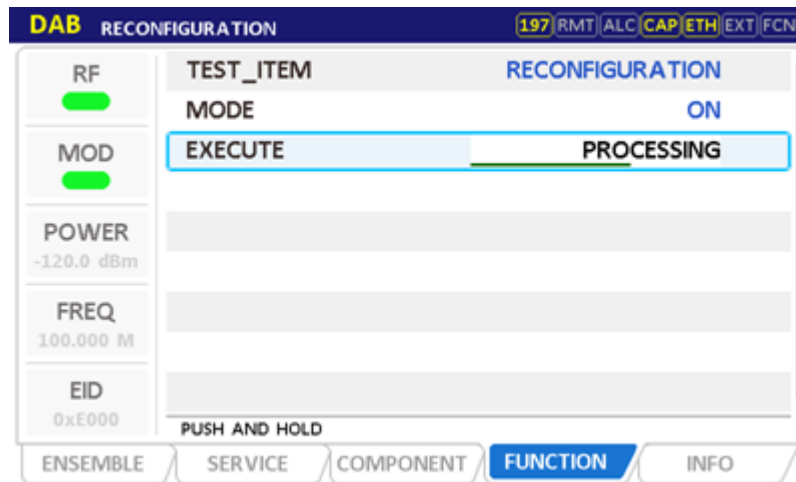 DAB RECONFIGURATION 197 RMT ALC CAP ETH EXT FCN
RF
MOD
POWER
-120.0 dBm
FREQ
100.000 M
EID
0xE000
TEST_ITEM RECONFIGURATION
MODE ON
EXECUTE PROCESSING
PUSH AND HOLD
ENSEMBLE SERVICE COMPONENT FUNCTION INFO